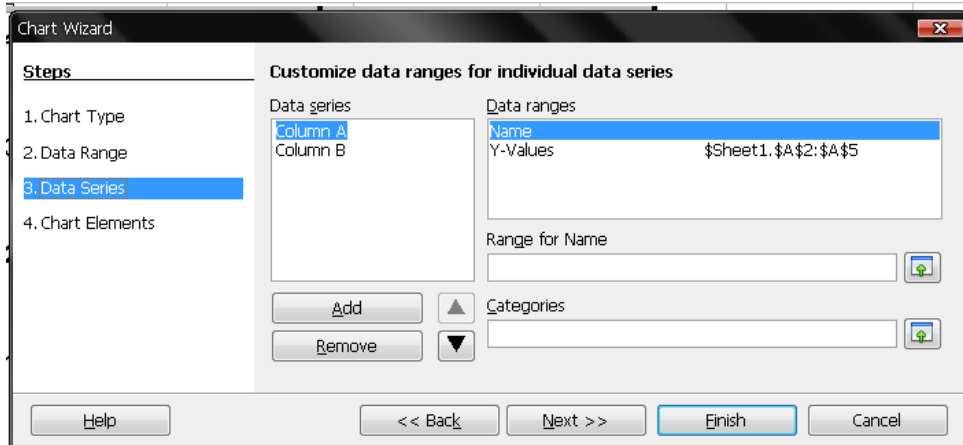 Chart Wizard
Steps
1. Chart Type
2. Data Range
3. Data Series
4. Chart Elements
Customize data ranges for individual data series
Data series
Column A
Column B
Add
Remove
Data ranges
Name
Y-Values $Sheet1.$A$2:$A$5
Range for Name
Categories
Help
<< Back
Next >>
Finish
Cancel